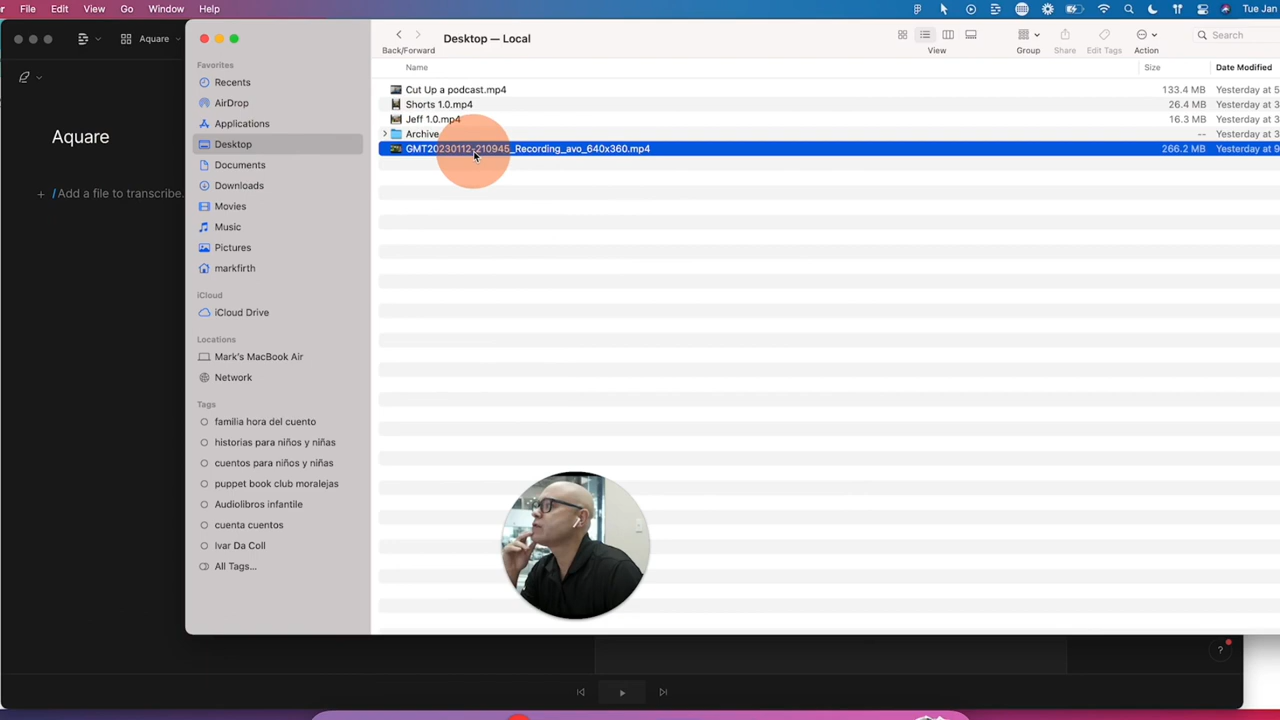 File Edit View Go Window Help
Tue Jan
Aquare
Desktop — Local
Back/Forward
View
Group
Share
Edit Tags
Action
Search
Name
Size
Date Modified
Cut Up a podcast.mp4 133.4 MB Yesterday at 5
Shorts 1.0.mp4 26.4 MB Yesterday at
Jeff 1.0.mp4 16.3 MB Yesterday at 3
Archive -- Yesterday at
GMT20230112-210945_Recording_avo_640x360.mp4 266.2 MB Yesterday at 9
Favorites
Recents
AirDrop
Applications
Desktop
Documents
Downloads
Movies
Music
Pictures
markfirth
iCloud
iCloud Drive
Locations
Mark's MacBook Air
Network
Tags
familia hora del cuento
historias para niños y niñas
cuentos para niños y niñas
puppet book club moralejas
Audiolibros infantile
cuenta cuentos
Ivar Da Coll
All Tags...
Aquare
+ /Add a file to transcribe.
?